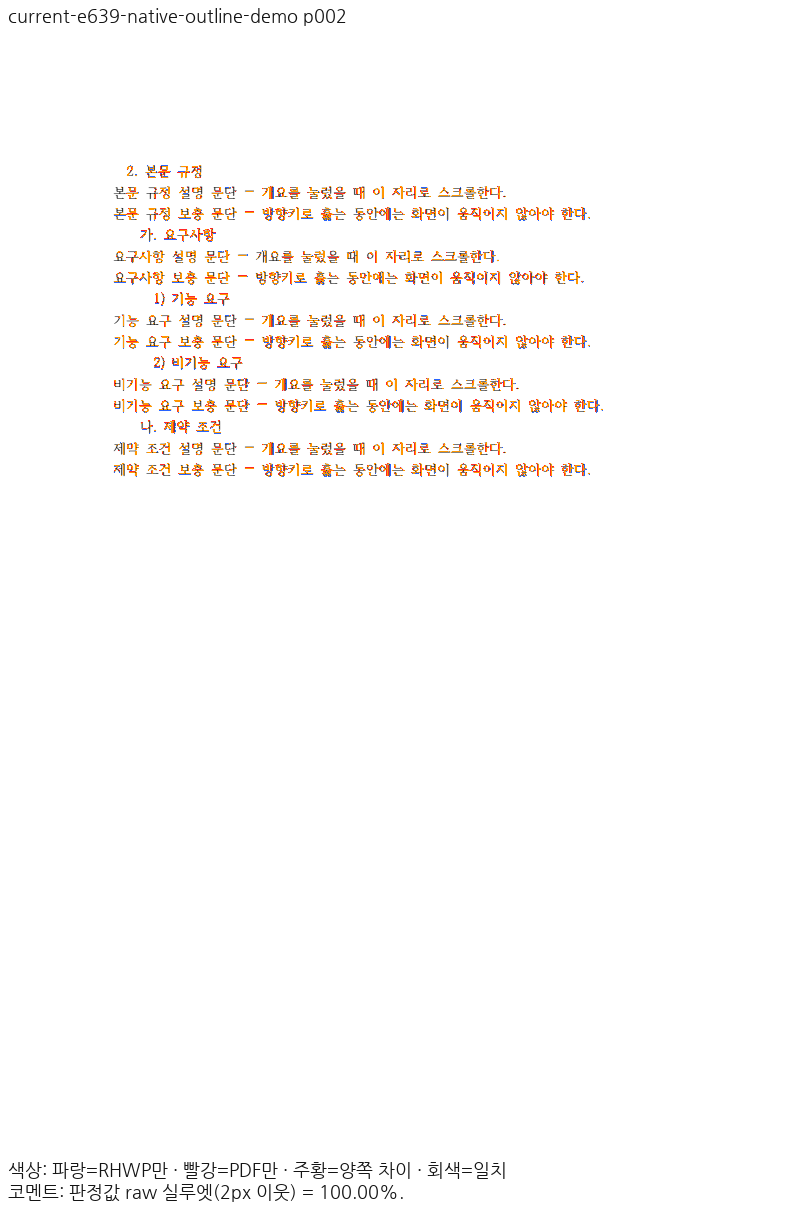 current-e639-native-outline-demo p002
2. 본문 규정
본문 규정 설명 문단 — 개요를 눌렀을 때 이 자리로 스크롤한다.
본문 규정 보충 문단 — 방향키로 훑는 동안에는 화면이 움직이지 않아야 한다.
가. 요구사항
요구사항 설명 문단 — 개요를 눌렀을 때 이 자리로 스크롤한다.
요구사항 보충 문단 — 방향키로 훑는 동안에는 화면이 움직이지 않아야 한다.
1) 기능 요구
기능 요구 설명 문단 — 개요를 눌렀을 때 이 자리로 스크롤한다.
기능 요구 보충 문단 — 방향키로 훑는 동안에는 화면이 움직이지 않아야 한다.
2) 비기능 요구
비기능 요구 설명 문단 — 개요를 눌렀을 때 이 자리로 스크롤한다.
비기능 요구 보충 문단 — 방향키로 훑는 동안에는 화면이 움직이지 않아야 한다.
나. 제약 조건
제약 조건 설명 문단 — 개요를 눌렀을 때 이 자리로 스크롤한다.
제약 조건 보충 문단 — 방향키로 훑는 동안에는 화면이 움직이지 않아야 한다.
색상: 파랑=RHWP만 · 빨강=PDF만 · 주황=양쪽 차이 · 회색=일치
코멘트: 판정값 raw 실루엣(2px 이웃) = 100.00%.